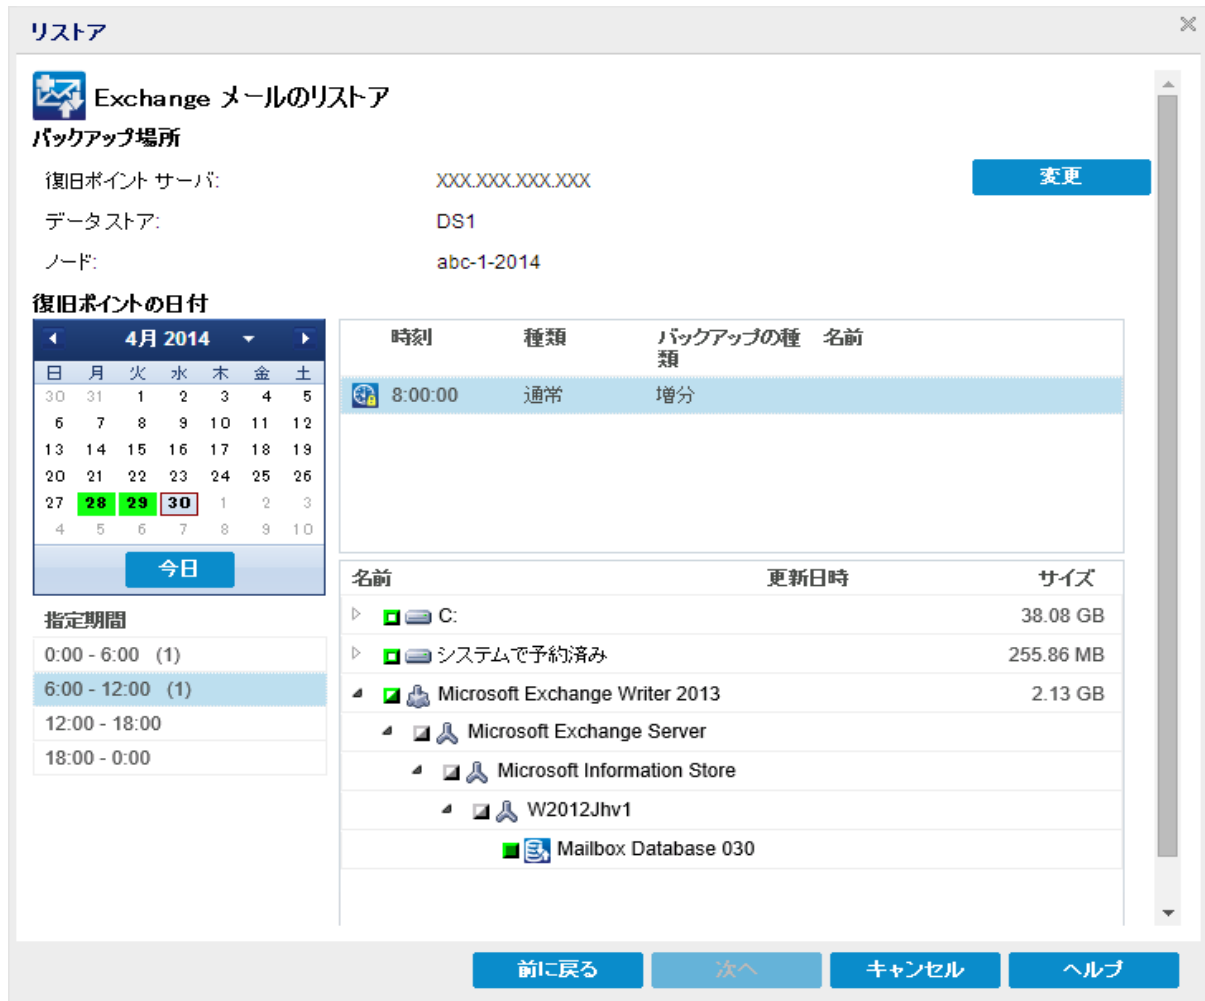 リストア
Exchange メールのリストア
バックアップ場所
復旧ポイント サーバ: XXX.XXX.XXX.XXX 変更
データ ストア: DS1
ノード: abc-1-2014
復旧ポイントの日付
4月 2014
日 月 火 水 木 金 土
30 31 1 2 3 4 5
6 7 8 9 10 11 12
13 14 15 16 17 18 19
20 21 22 23 24 25 26
27 28 29 30 1 2 3
4 5 6 7 8 9 10
今日
指定期間
0:00 - 6:00 (1)
6:00 - 12:00 (1)
12:00 - 18:00
18:00 - 0:00
時刻 種類 バックアップの種類 名前
8:00:00 通常 増分
名前 更新日時 サイズ
C: 38.08 GB
システムで予約済み 255.86 MB
Microsoft Exchange Writer 2013 2.13 GB
Microsoft Exchange Server
Microsoft Information Store
W2012Jhv1
Mailbox Database 030
前に戻る 次へ キャンセル ヘルプ